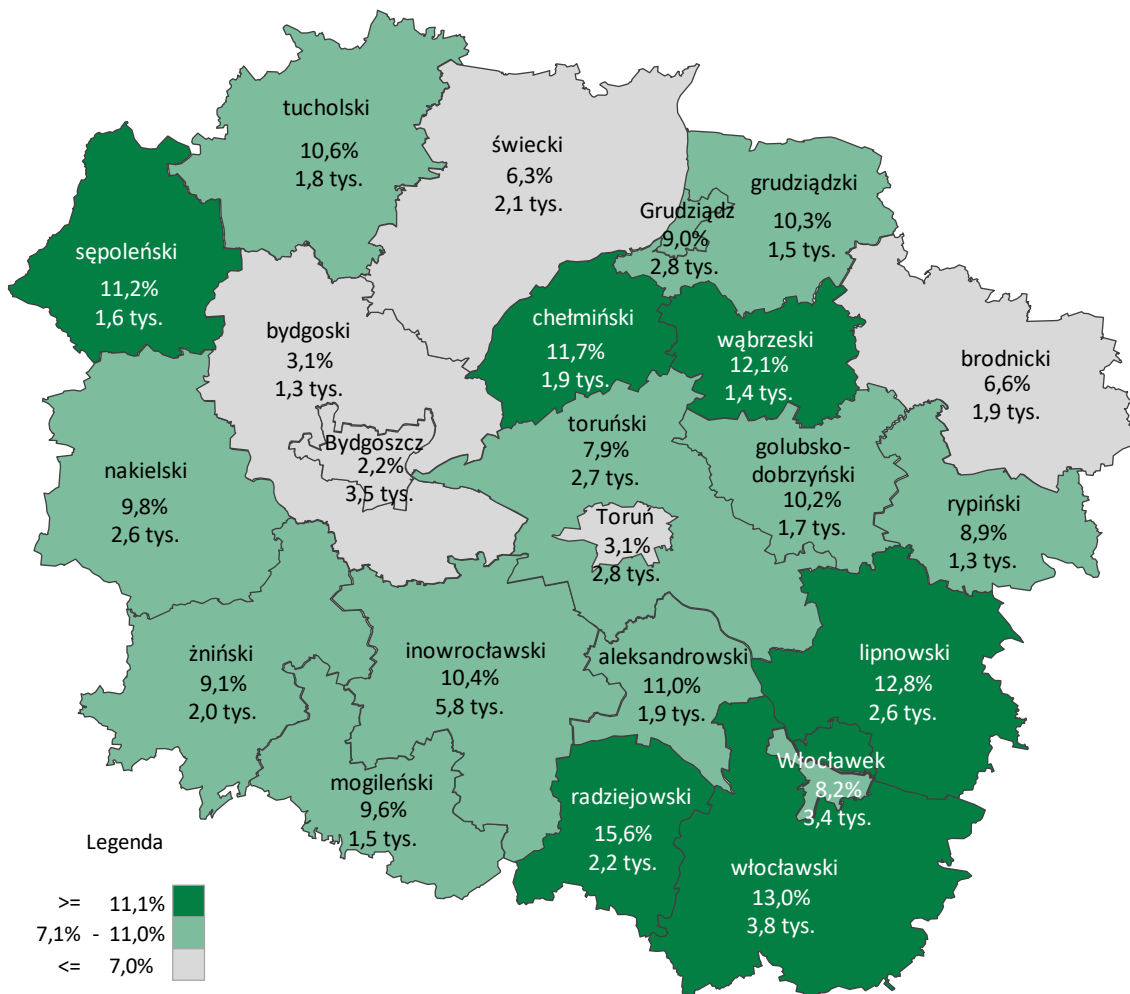 tucholski
10,6%
1,8 tys.
świecki
6,3%
2,1 tys.
grudziądzki
10,3%
1,5 tys.
Grudziądz
9,0%
2,8 tys.
sępoleński
11,2%
1,6 tys.
bydgoski
3,1%
1,3 tys.
chełmiński
11,7%
1,9 tys.
wąbrzeski
12,1%
1,4 tys.
brodnicki
6,6%
1,9 tys.
nakielski
9,8%
2,6 tys.
Bydgoszcz
2,2%
3,5 tys.
toruński
7,9%
2,7 tys.
golubsko-
dobrzyński
10,2%
1,7 tys.
rypiński
8,9%
1,3 tys.
Toruń
3,1%
2,8 tys.
żniński
9,1%
2,0 tys.
inowrocławski
10,4%
5,8 tys.
aleksandrowski
11,0%
1,9 tys.
lipnowski
12,8%
2,6 tys.
mogileński
9,6%
1,5 tys.
radziejowski
15,6%
2,2 tys.
Włocławek
8,2%
3,4 tys.
włocławski
13,0%
3,8 tys.
Legenda
>= 11,1%
7,1% - 11,0%
<= 7,0%